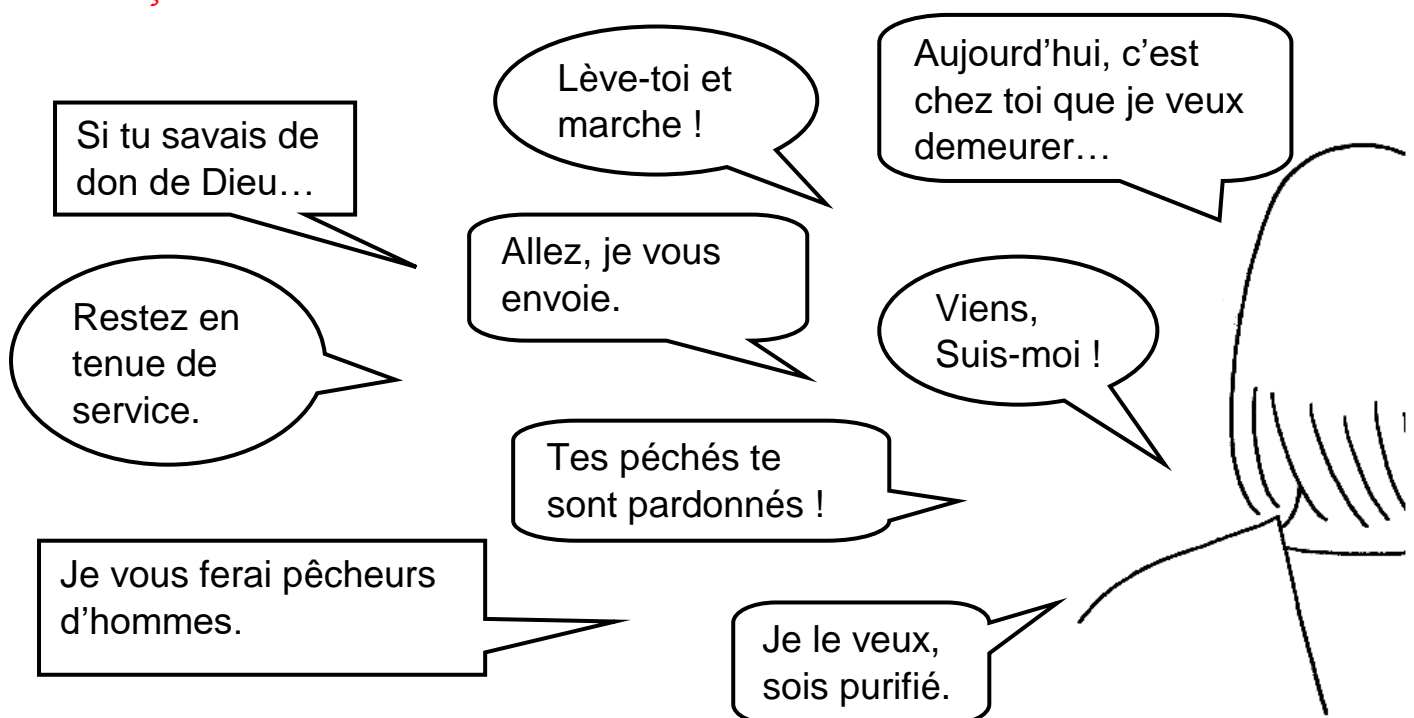 Lève-toi et
marche !
Aujourd’hui, c’est
chez toi que je veux
demeurer…
Si tu savais de
don de Dieu…
Allez, je vous
envoie.
Restez en
tenue de
service.
Viens,
Suis-moi !
Tes péchés te
sont pardonnés !
Je vous ferai pêcheurs
d’hommes.
Je le veux,
sois purifié.